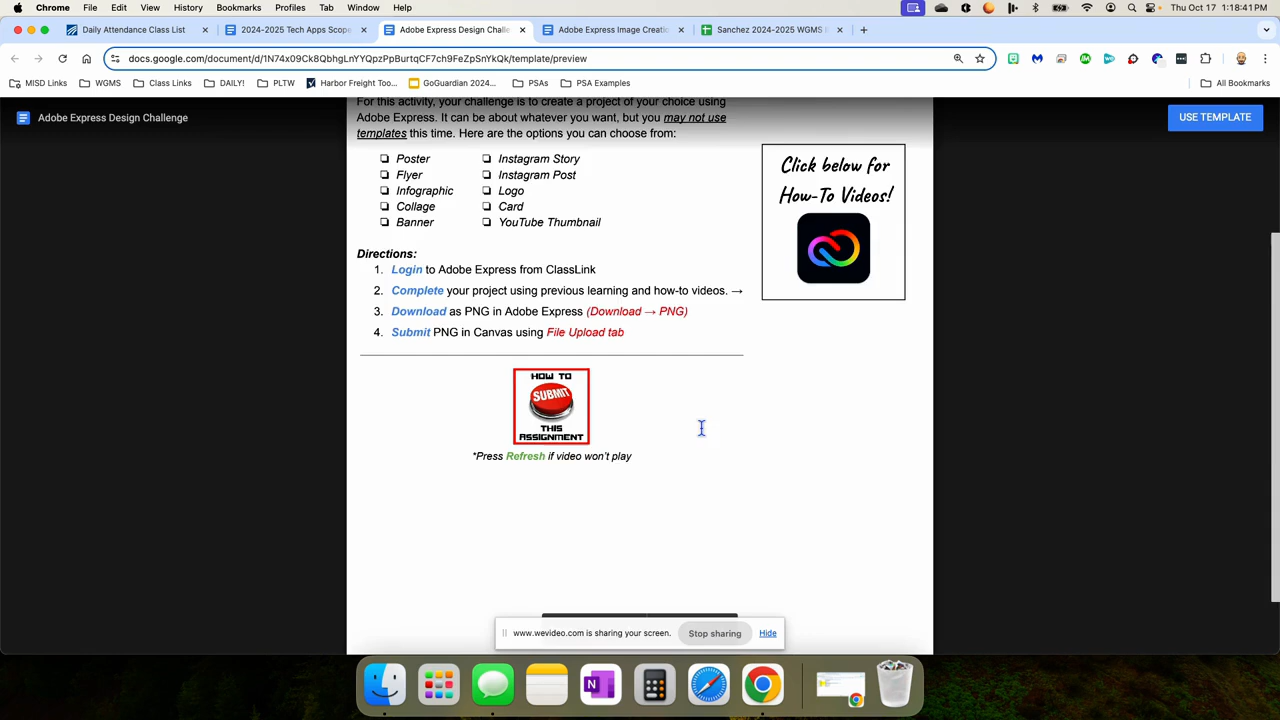 Chrome File Edit View History Bookmarks Profiles Tab Window Help Thu Oct 17 1:18:41 PM
Daily Attendance Class List
2024-2025 Tech Apps Scope
Adobe Express Design Challe
Adobe Express Image Creatic
Sanchez 2024-2025 WGMS
docs.google.com/document/d/1N74x09Ck8QbhgLnYYQpzPpBurtqCF7ch9FeZpSnYkQk/template/preview
MISD Links WGMS Class Links DAILY! PLTW Harbor Freight Too... GoGuardian 2024... PSAs PSA Examples All Bookmarks
Adobe Express Design Challenge
USE TEMPLATE
For this activity, your challenge is to create a project of your choice using
Adobe Express. It can be about whatever you want, but you may not use
templates this time. Here are the options you can choose from:
Poster
Flyer
Infographic
Collage
Banner
Instagram Story
Instagram Post
Logo
Card
YouTube Thumbnail
Click below for
How-To Videos!
Directions:
1. Login to Adobe Express from ClassLink
2. Complete your project using previous learning and how-to videos. →
3. Download as PNG in Adobe Express (Download → PNG)
4. Submit PNG in Canvas using File Upload tab
HOW TO
SUBMIT
THIS
ASSIGNMENT
*Press Refresh if video won't play
www.wevideo.com is sharing your screen. Stop sharing Hide